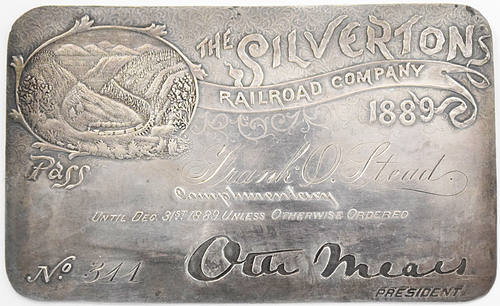 THE SILVERTON
RAILROAD COMPANY
1889
Pass Frank O. Stead.
Complimentary
UNTIL DEC. 31ST 1889 UNLESS OTHERWISE ORDERED
No 311 Otto Mears
PRESIDENT